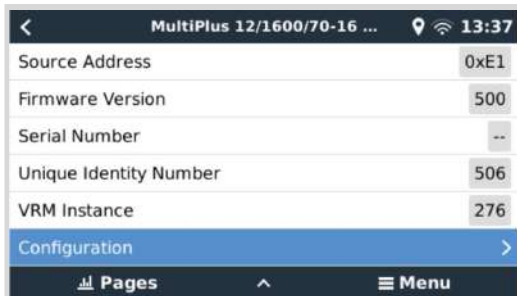 MultiPlus 12/1600/70-16 ... 13:37
Source Address 0xE1
Firmware Version 500
Serial Number --
Unique Identity Number 506
VRM Instance 276
Configuration
Pages Menu